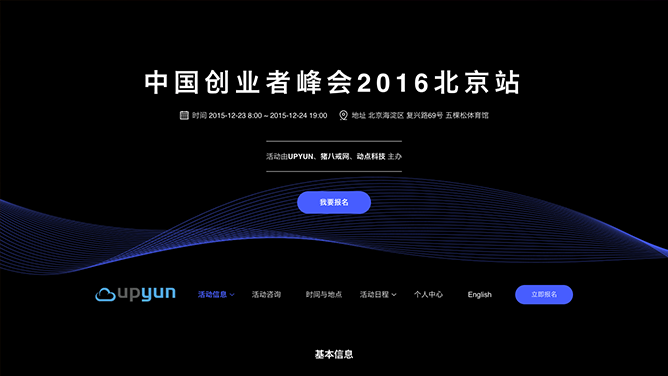 中国创业者峰会2016北京站
时间 2015-12-23 8:00 ~ 2015-12-24 19:00 地址 北京海淀区 复兴路69号 五棵松体育馆
活动由UPYUN、猪八戒网、动点科技 主办
我要报名
upyun 活动信息 活动咨询 时间与地点 活动日程 个人中心 English 立即报名
基本信息